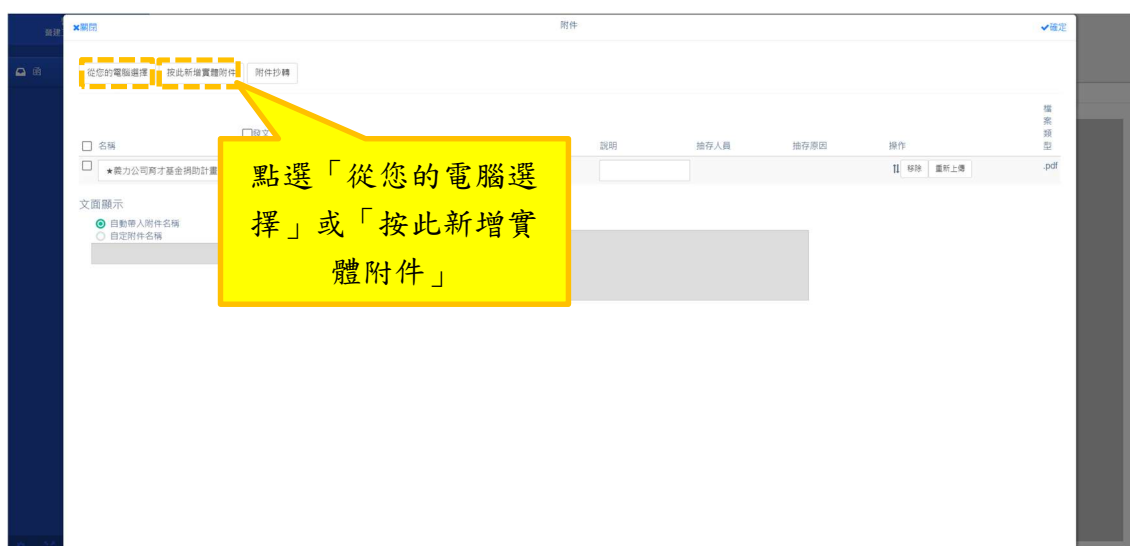 ✖關閉
附件
✔確定
從您的電腦選擇
按此新增實體附件
附件抄轉
名稱
發文
說明
抽存人員
抽存原因
操作
檔案類型
★義力公司育才基金捐助計畫
移除
重新上傳
.pdf
文面顯示
自動帶入附件名稱
自定附件名稱
點選「從您的電腦選
擇」或「按此新增實
體附件」